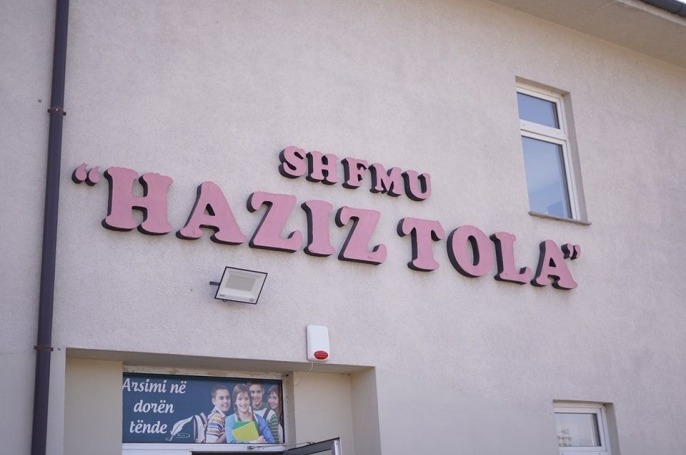 SHFMU
“HAZIZ TOLA”
Arsimi në
dorën
tënde